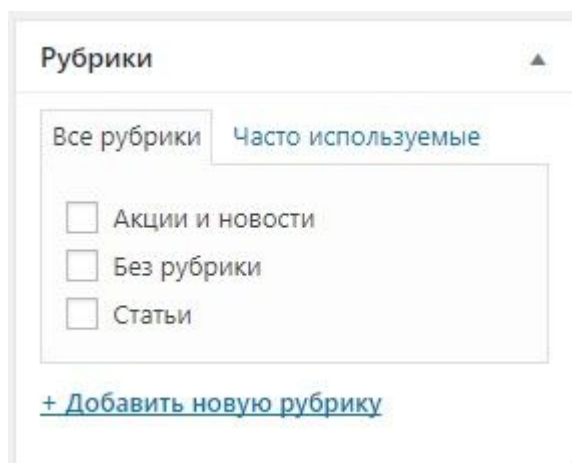 Рубрики
Все рубрики Часто используемые
Акции и новости
Без рубрики
Статьи
+ Добавить новую рубрику